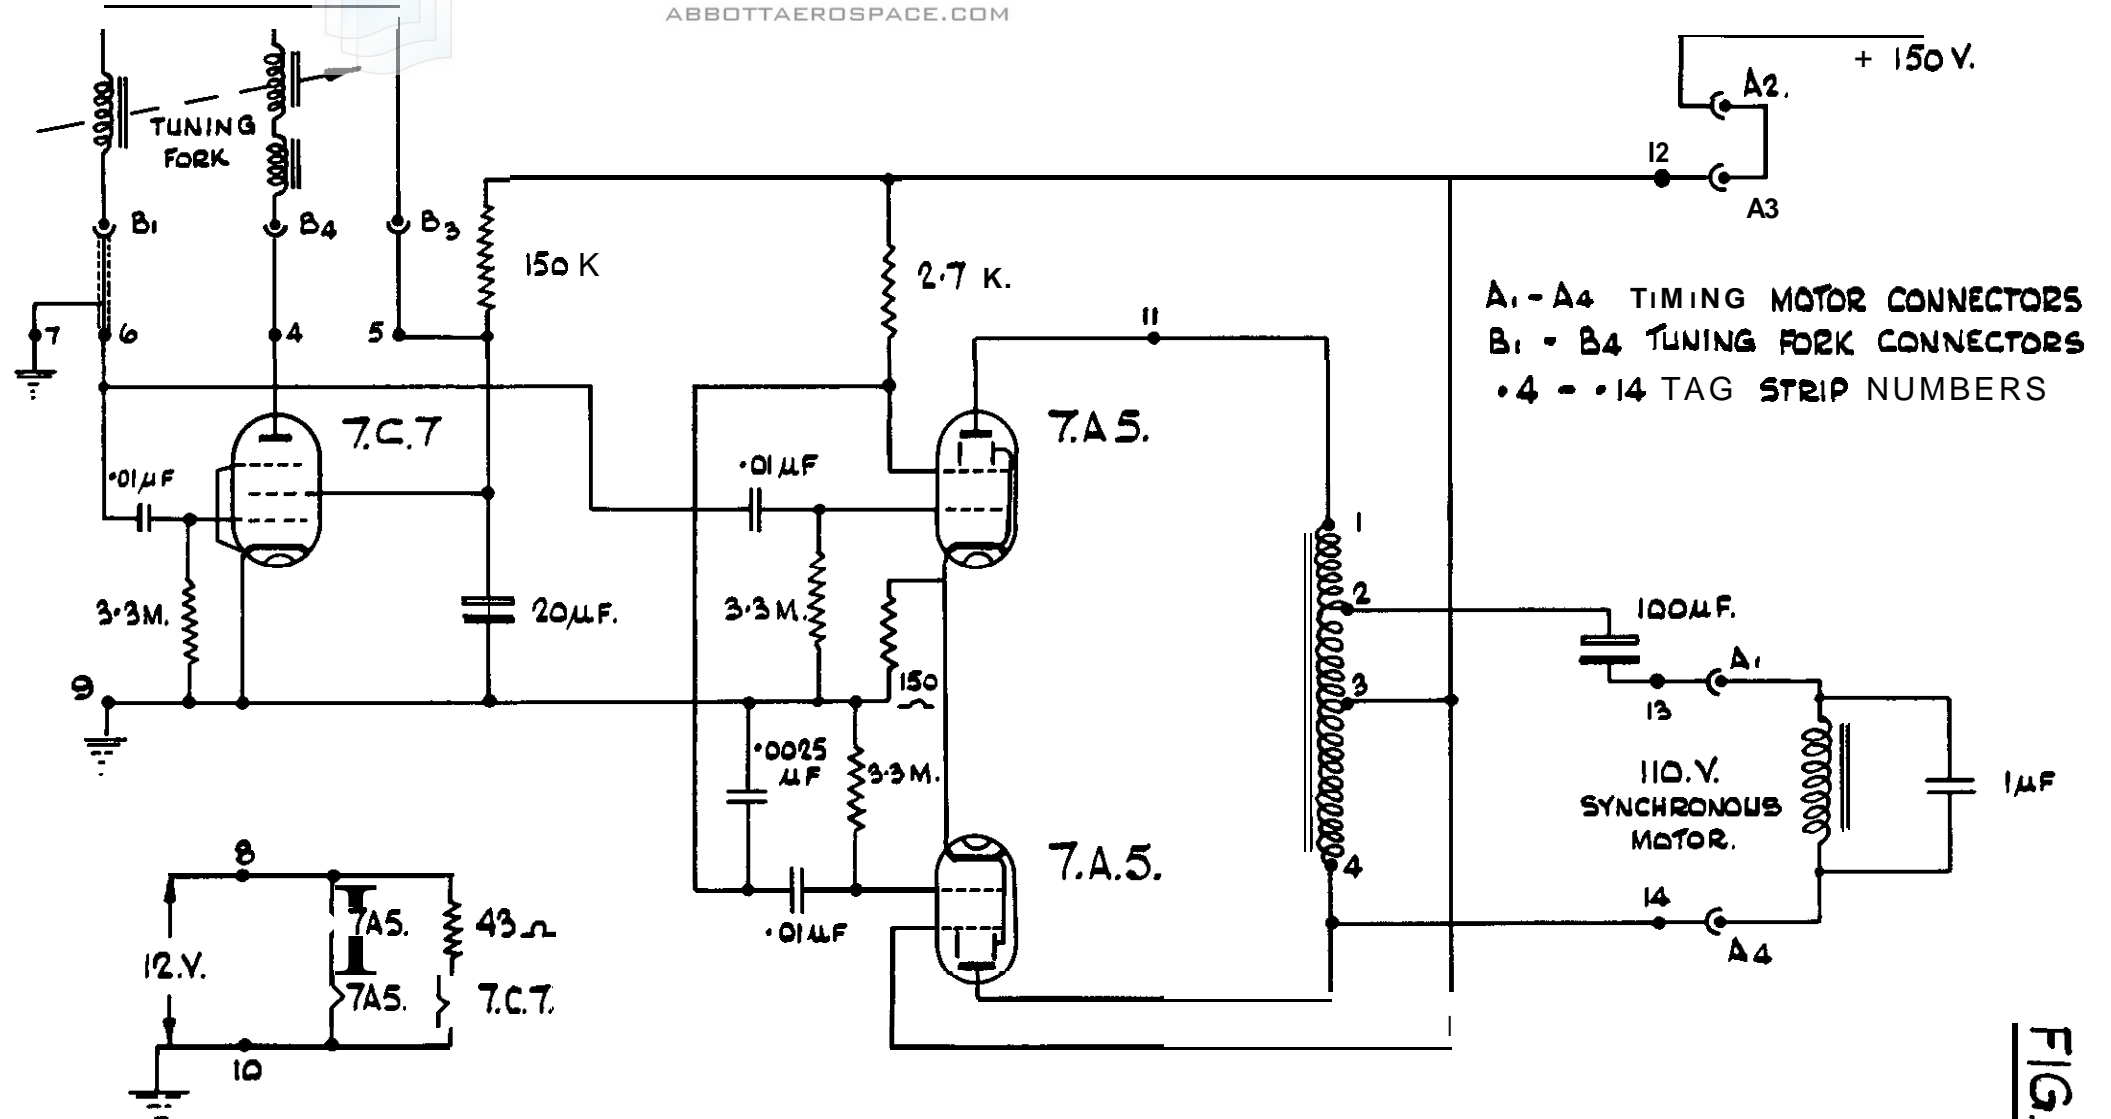 ABBOTTAEROSPACE.COM
+ 150 V.
A2.
TUNING
FORK
12
A3
B1
B4
B3
150 K
2.7 K.
A1 - A4 TIMING MOTOR CONNECTORS
B1 - B4 TUNING FORK CONNECTORS
•4 - •14 TAG STRIP NUMBERS
7
6
4
5
11
7.C.7
7.A5.
.01µF
.01µF
1
3.3M.
20µF.
3.3M.
2
100µF.
9
150
3
A1
13
.0025
µF
3.3M.
110.V.
SYNCHRONOUS
MOTOR.
1µF
8
7.A.5.
4
7A5.
43Ω
.01µF
14
A4
12.V.
7A5.
7.C.7.
10
FIG.